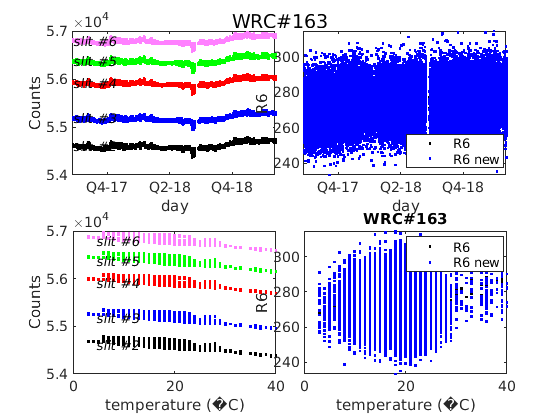 WRC#163
×10⁴
5.7
5.6
5.5
5.4
Counts
slit #6
slit #5
slit #4
slit #3
Q4-17
Q2-18
Q4-18
day
300
280
260
240
R6
R6
R6 new
Q4-17
Q2-18
Q4-18
day
×10⁴
5.7
5.6
5.5
5.4
Counts
slit #6
slit #5
slit #4
slit #3
slit #2
0
20
40
temperature (�C)
WRC#163
300
280
260
240
R6
R6
R6 new
0
20
40
temperature (�C)